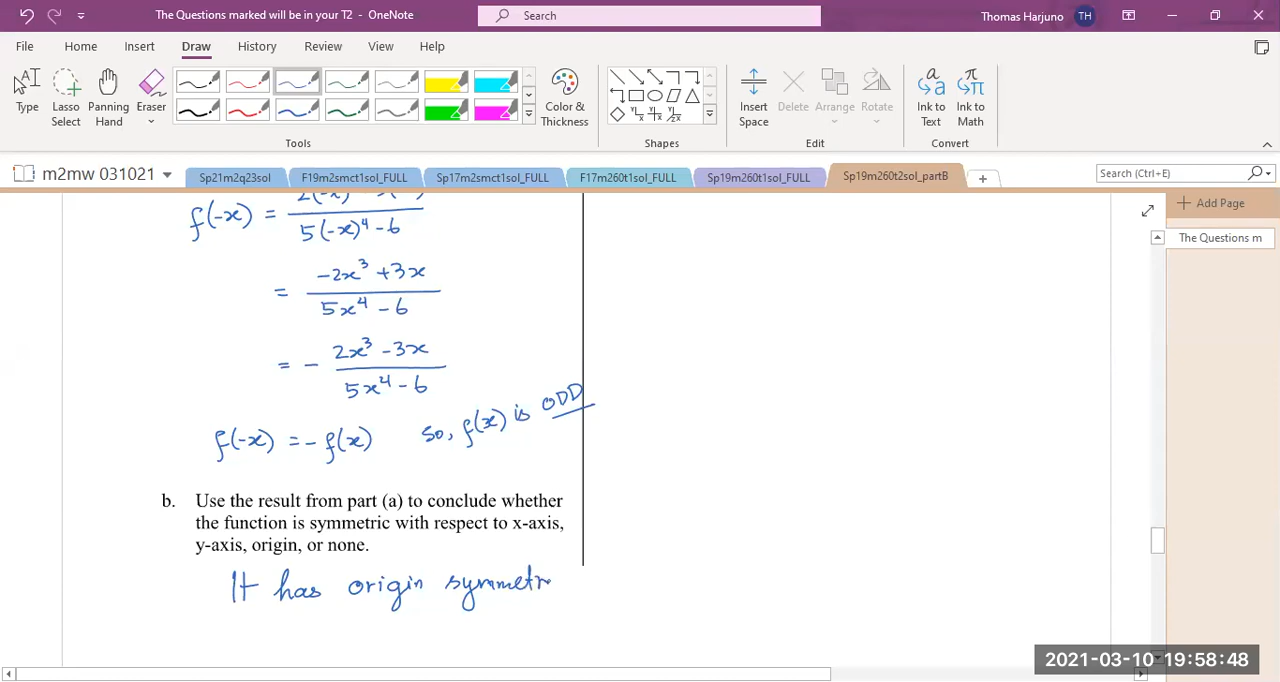 The Questions marked will be in your T2 - OneNote
Search
Thomas Harjuno TH
File Home Insert Draw History Review View Help
Type Lasso Select Panning Hand Eraser Color & Thickness Insert Space Delete Arrange Rotate Ink to Text Ink to Math
Tools Shapes Edit Convert
m2mw 031021 Sp21m2q23sol F19m2smct1sol_FULL Sp17m2smct1sol_FULL F17m260t1sol_FULL Sp19m260t1sol_FULL Sp19m260t2sol_partB Search (Ctrl+E)
Add Page
The Questions m
f(-x) = / 5(-x)⁴ - 6
= -2x³ + 3x / 5x⁴ - 6
= - 2x³ - 3x / 5x⁴ - 6
f(-x) = - f(x) so, f(x) is ODD
b. Use the result from part (a) to conclude whether
the function is symmetric with respect to x-axis,
y-axis, origin, or none.
It has origin symmetr
2021-03-10 19:58:48